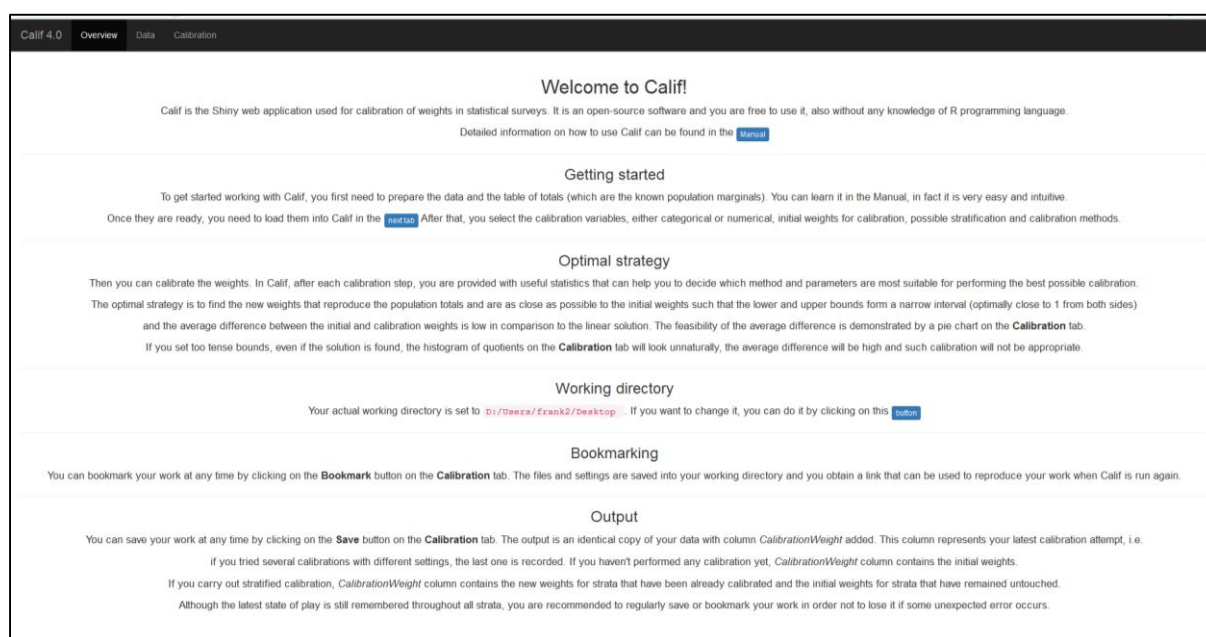 Calif 4.0 Overview Data Calibration
Welcome to Calif!
Calif is the Shiny web application used for calibration of weights in statistical surveys. It is an open-source software and you are free to use it, also without any knowledge of R programming language.
Detailed information on how to use Calif can be found in the Manual
Getting started
To get started working with Calif, you first need to prepare the data and the table of totals (which are the known population marginals). You can learn it in the Manual, in fact it is very easy and intuitive.
Once they are ready, you need to load them into Calif in the next tab After that, you select the calibration variables, either categorical or numerical, initial weights for calibration, possible stratification and calibration methods.
Optimal strategy
Then you can calibrate the weights. In Calif, after each calibration step, you are provided with useful statistics that can help you to decide which method and parameters are most suitable for performing the best possible calibration.
The optimal strategy is to find the new weights that reproduce the population totals and are as close as possible to the initial weights such that the lower and upper bounds form a narrow interval (optimally close to 1 from both sides)
and the average difference between the initial and calibration weights is low in comparison to the linear solution. The feasibility of the average difference is demonstrated by a pie chart on the Calibration tab.
If you set too tense bounds, even if the solution is found, the histogram of quotients on the Calibration tab will look unnaturally, the average difference will be high and such calibration will not be appropriate.
Working directory
Your actual working directory is set to D:/Users/frank2/Desktop . If you want to change it, you can do it by clicking on this button
Bookmarking
You can bookmark your work at any time by clicking on the Bookmark button on the Calibration tab. The files and settings are saved into your working directory and you obtain a link that can be used to reproduce your work when Calif is run again.
Output
You can save your work at any time by clicking on the Save button on the Calibration tab. The output is an identical copy of your data with column CalibrationWeight added. This column represents your latest calibration attempt, i.e.
if you tried several calibrations with different settings, the last one is recorded. If you haven't performed any calibration yet, CalibrationWeight column contains the initial weights.
If you carry out stratified calibration, CalibrationWeight column contains the new weights for strata that have been already calibrated and the initial weights for strata that have remained untouched.
Although the latest state of play is still remembered throughout all strata, you are recommended to regularly save or bookmark your work in order not to lose it if some unexpected error occurs.